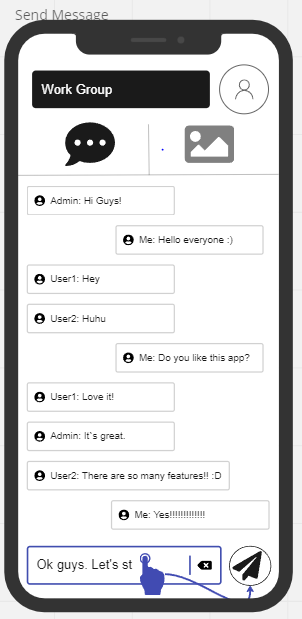 Send Message
Work Group
Admin: Hi Guys!
Me: Hello everyone :)
User1: Hey
User2: Huhu
Me: Do you like this app?
User1: Love it!
Admin: It`s great.
User2: There are so many features!! :D
Me: Yes!!!!!!!!!!!!!
Ok guys. Let's st